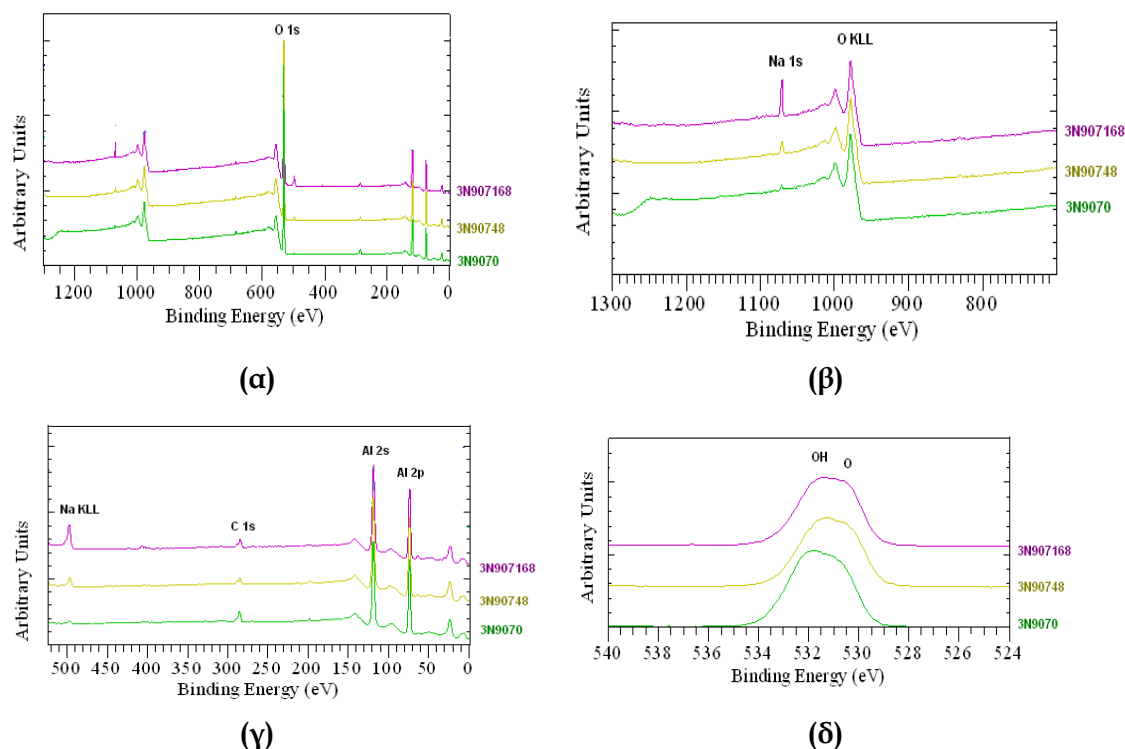 O 1s
Arbitrary Units
3N907168
3N90748
3N9070
1200 1000 800 600 400 200 0
Binding Energy (eV)
(α)
O KLL
Na 1s
Arbitrary Units
3N907168
3N90748
3N9070
1300 1200 1100 1000 900 800
Binding Energy (eV)
(β)
Al 2s
Al 2p
Na KLL
C 1s
Arbitrary Units
3N907168
3N90748
3N9070
500 450 400 350 300 250 200 150 100 50 0
Binding Energy (eV)
(γ)
OH O
Arbitrary Units
3N907168
3N90748
3N9070
540 538 536 534 532 530 528 526 524
Binding Energy (eV)
(δ)